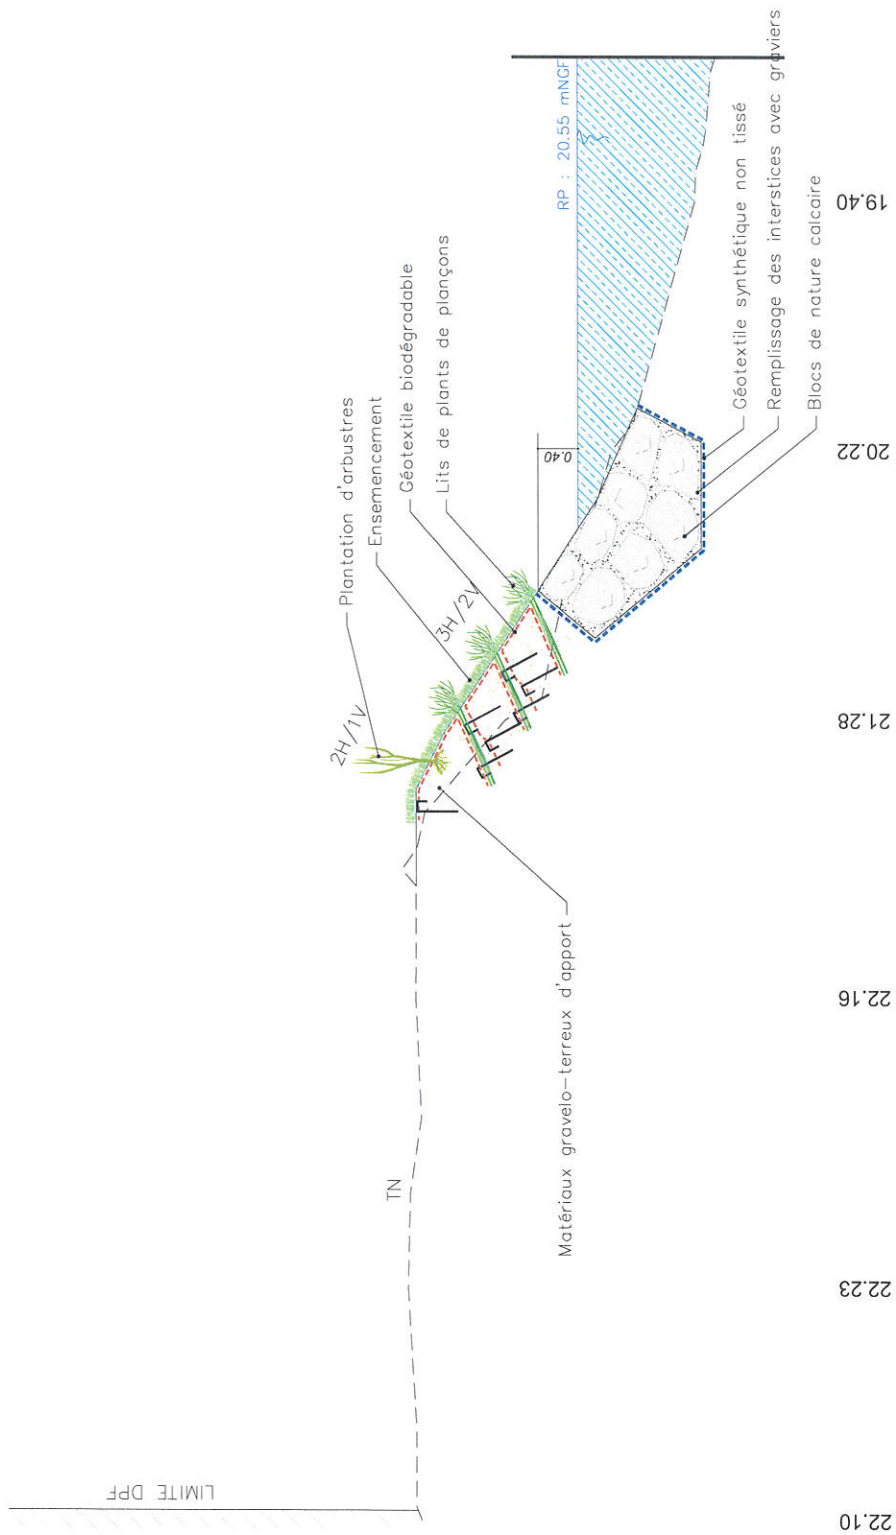 LIMITE DPF
TN
2H/1V
Plantation d'arbustres
Ensemencement
Géotextile biodégradable
Lits de plants de plançons
3H/2V
RP : 20.55 mNGF
0.40
Matériaux gravelo-terreux d'apport
Géotextile synthétique non tissé
Remplissage des interstices avec graviers
Blocs de nature calcaire
22.10
22.23
22.16
21.28
20.22
19.40